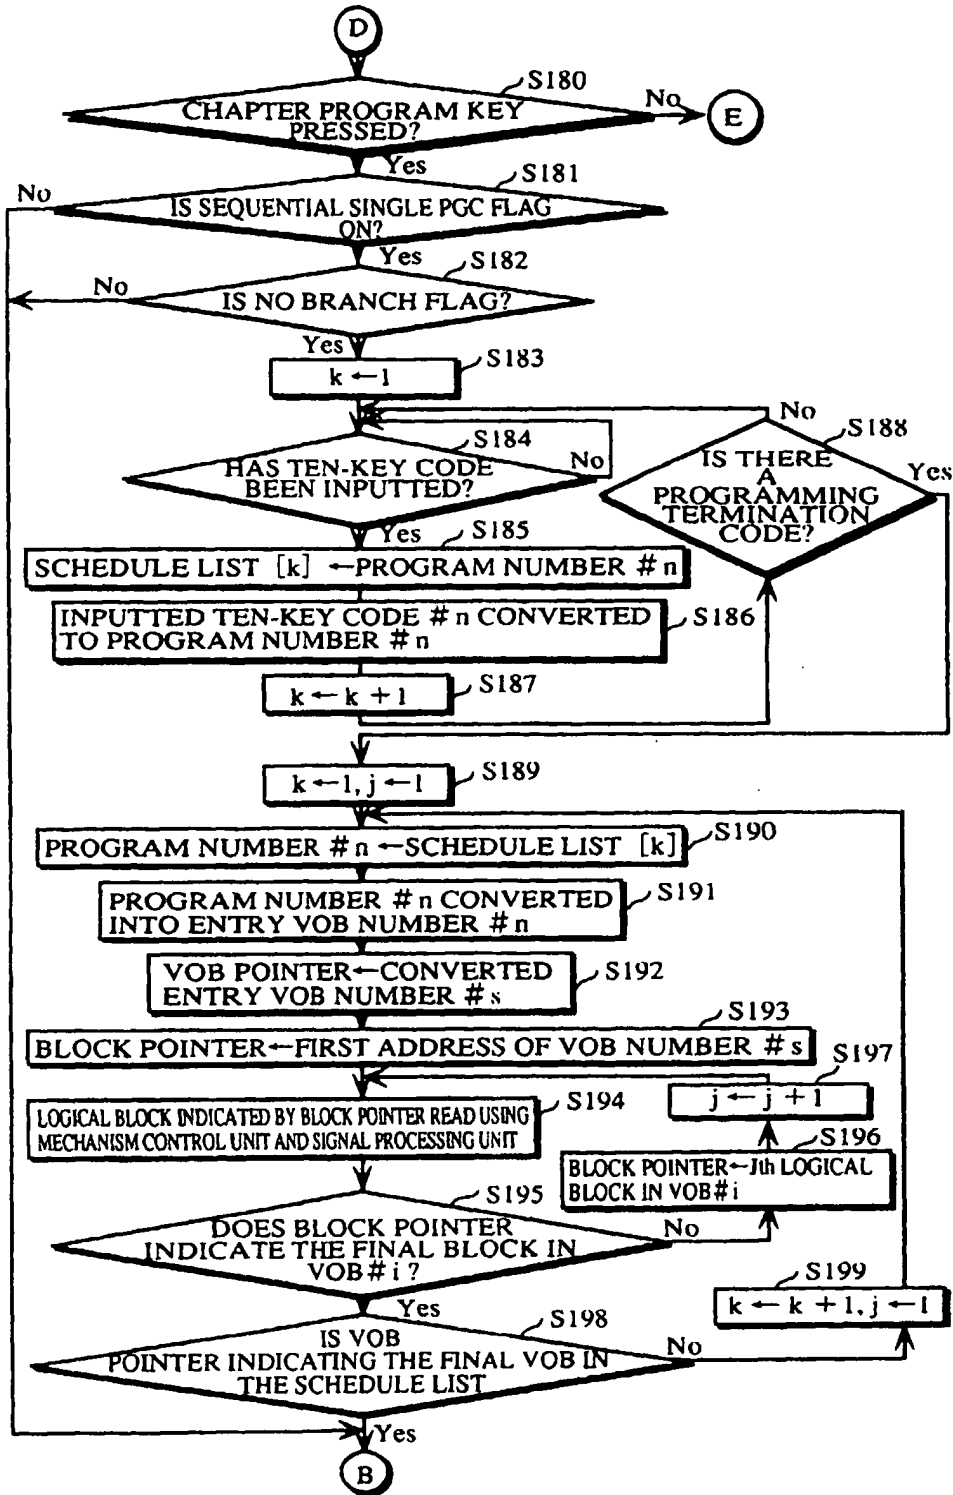 D
S180
CHAPTER PROGRAM KEY
PRESSED?
No
E
Yes
S181
No
IS SEQUENTIAL SINGLE PGC FLAG
ON?
Yes
S182
No
IS NO BRANCH FLAG?
Yes
S183
k ← 1
No
S184
S188
HAS TEN-KEY CODE
BEEN INPUTTED?
No
IS THERE
A
PROGRAMMING
TERMINATION
CODE?
Yes
Yes
S185
SCHEDULE LIST [k] ← PROGRAM NUMBER #n
INPUTTED TEN-KEY CODE #n CONVERTED
TO PROGRAM NUMBER #n
S186
k ← k + 1
S187
k ← 1, j ← 1
S189
PROGRAM NUMBER #n ← SCHEDULE LIST [k]
S190
PROGRAM NUMBER #n CONVERTED
INTO ENTRY VOB NUMBER #n
S191
VOB POINTER ← CONVERTED
ENTRY VOB NUMBER #s
S192
S193
BLOCK POINTER ← FIRST ADDRESS OF VOB NUMBER #s
S197
j ← j + 1
LOGICAL BLOCK INDICATED BY BLOCK POINTER READ USING
MECHANISM CONTROL UNIT AND SIGNAL PROCESSING UNIT
S194
S196
BLOCK POINTER ← Jth LOGICAL
BLOCK IN VOB#i
S195
DOES BLOCK POINTER
INDICATE THE FINAL BLOCK IN
VOB#i?
No
Yes
S199
k ← k + 1, j ← 1
S198
IS VOB
POINTER INDICATING THE FINAL VOB IN
THE SCHEDULE LIST
No
Yes
B